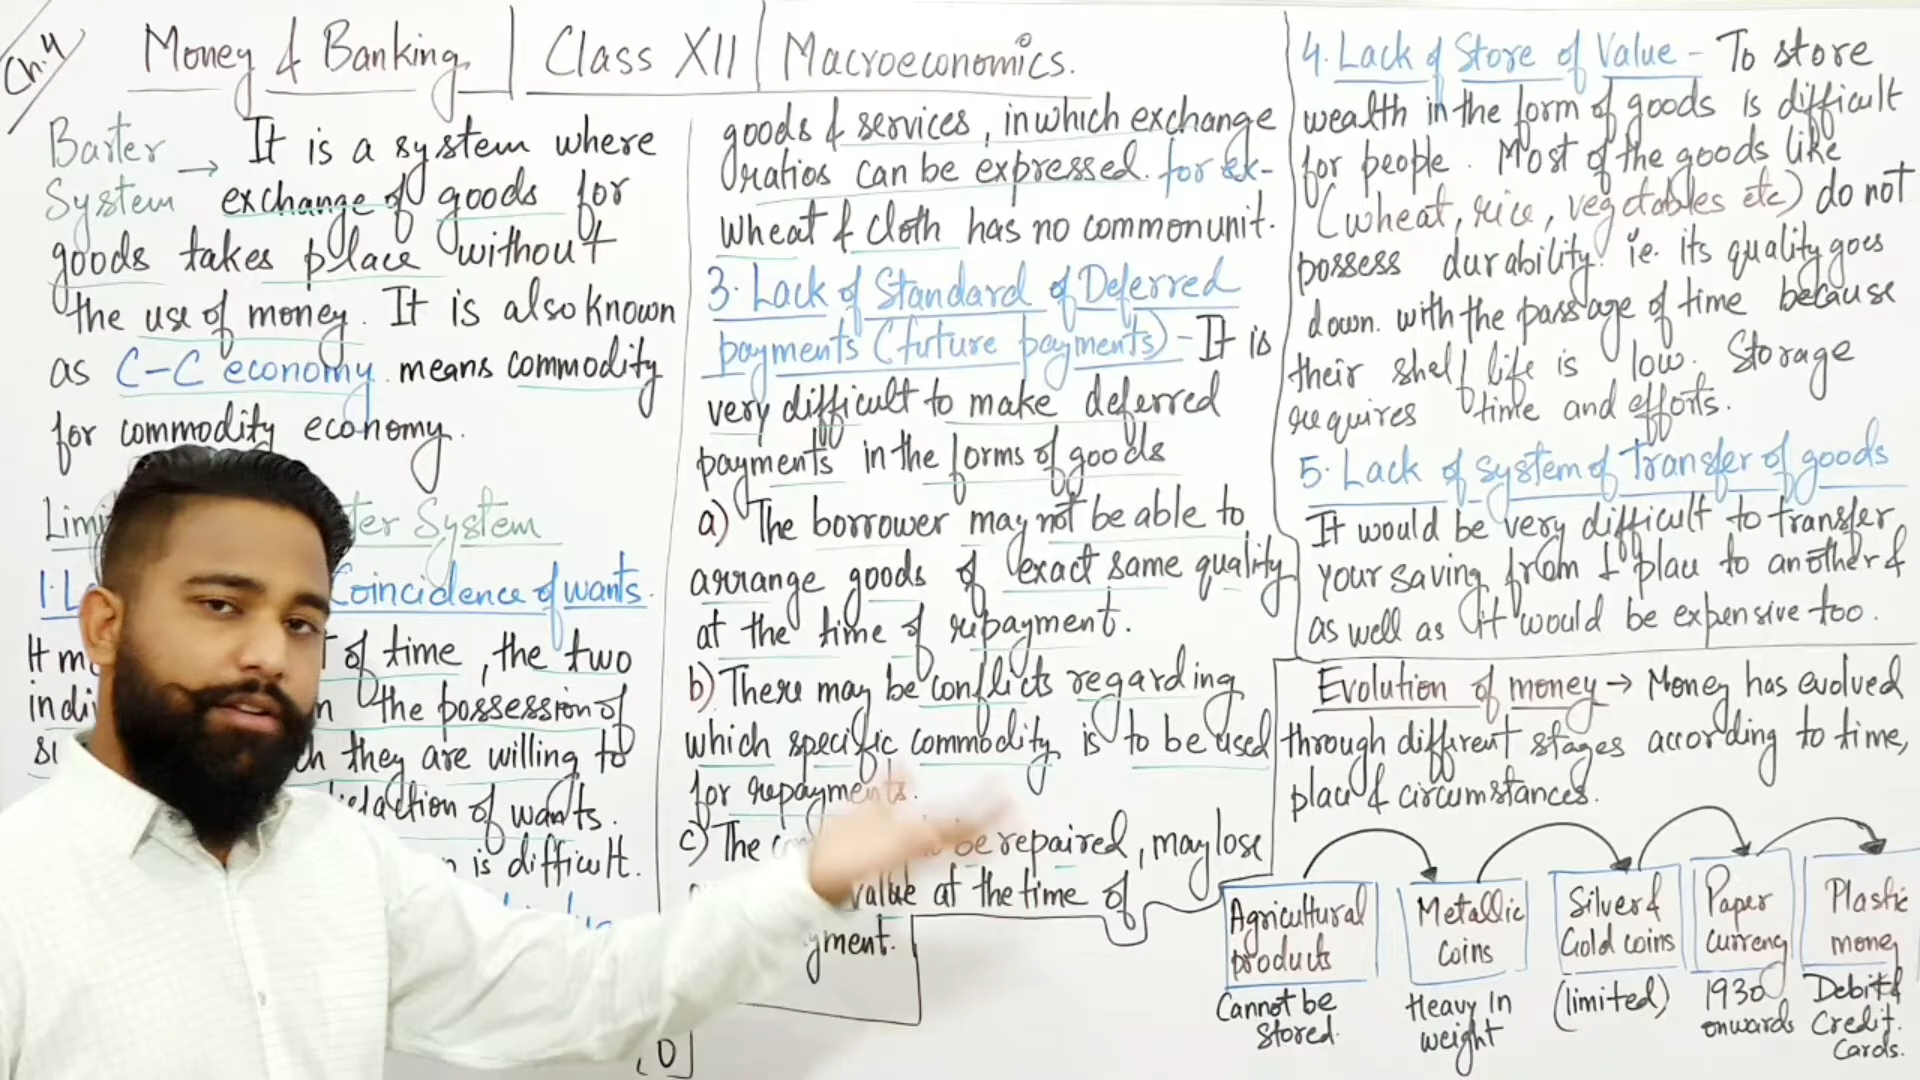 Ch.4
Money & Banking | Class XII | Macroeconomics.
Barter System → It is a system where
exchange of goods for
goods takes place without
the use of money. It is also known
as C-C economy. means commodity
for commodity economy.
Limi ter System
1. L Coincidence of wants.
It m t of time, the two
indi n the possession of
su ch they are willing to
isfaction of wants.
n is difficult.
goods & services, in which exchange
ratios can be expressed. for ex-
wheat & cloth has no common unit.
3. Lack of Standard of Deferred
payments (future payments) - It is
very difficult to make deferred
payments in the forms of goods
a) The borrower may not be able to
arrange goods of exact same quality
at the time of repayment.
b) There may be conflicts regarding
which specific commodity is to be used
for repayments.
c) The be repaired, may lose
value at the time of
yment.
4. Lack of Store of Value - To store
wealth in the form of goods is difficult
for people. Most of the goods like
(wheat, rice, vegetables etc) do not
possess durability. ie. its quality goes
down. with the passage of time because
their shelf life is low. Storage
requires time and efforts.
5. Lack of system of transfer of goods
It would be very difficult to transfer
your saving from 1 place to another &
as well as it would be expensive too.
Evolution of money → Money has evolved
through different stages according to time,
place & circumstances.
Agricultural products
Cannot be stored.
Metallic coins
Heavy in weight
Silver & Gold coins
(limited)
Paper currency
1930 onwards
Plastic money
Debit & Credit Cards.